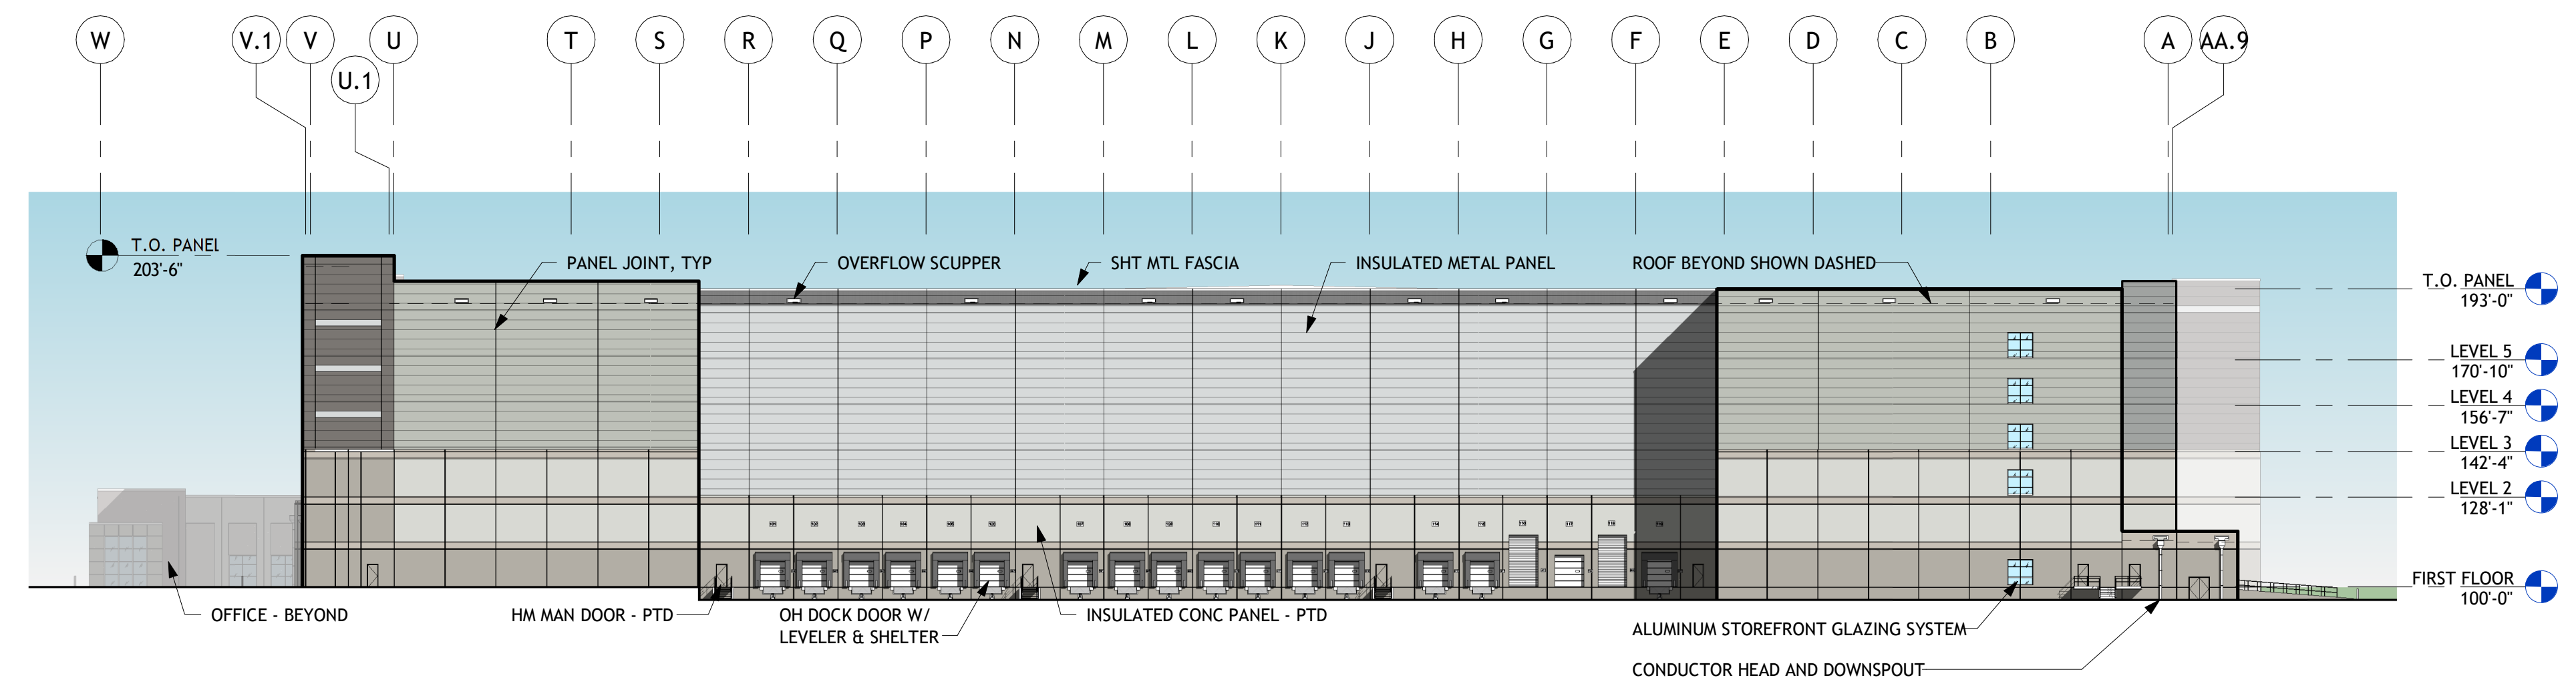 W
V.1
V
U.1
U
T
S
R
Q
P
N
M
L
K
J
H
G
F
E
D
C
B
A
AA.9
T.O. PANEL
203'-6"
PANEL JOINT, TYP
OVERFLOW SCUPPER
SHT MTL FASCIA
INSULATED METAL PANEL
ROOF BEYOND SHOWN DASHED
T.O. PANEL
193'-0"
LEVEL 5
170'-10"
LEVEL 4
156'-7"
LEVEL 3
142'-4"
LEVEL 2
128'-1"
FIRST FLOOR
100'-0"
OFFICE - BEYOND
HM MAN DOOR - PTD
OH DOCK DOOR W/
LEVELER & SHELTER
INSULATED CONC PANEL - PTD
ALUMINUM STOREFRONT GLAZING SYSTEM
CONDUCTOR HEAD AND DOWNSPOUT